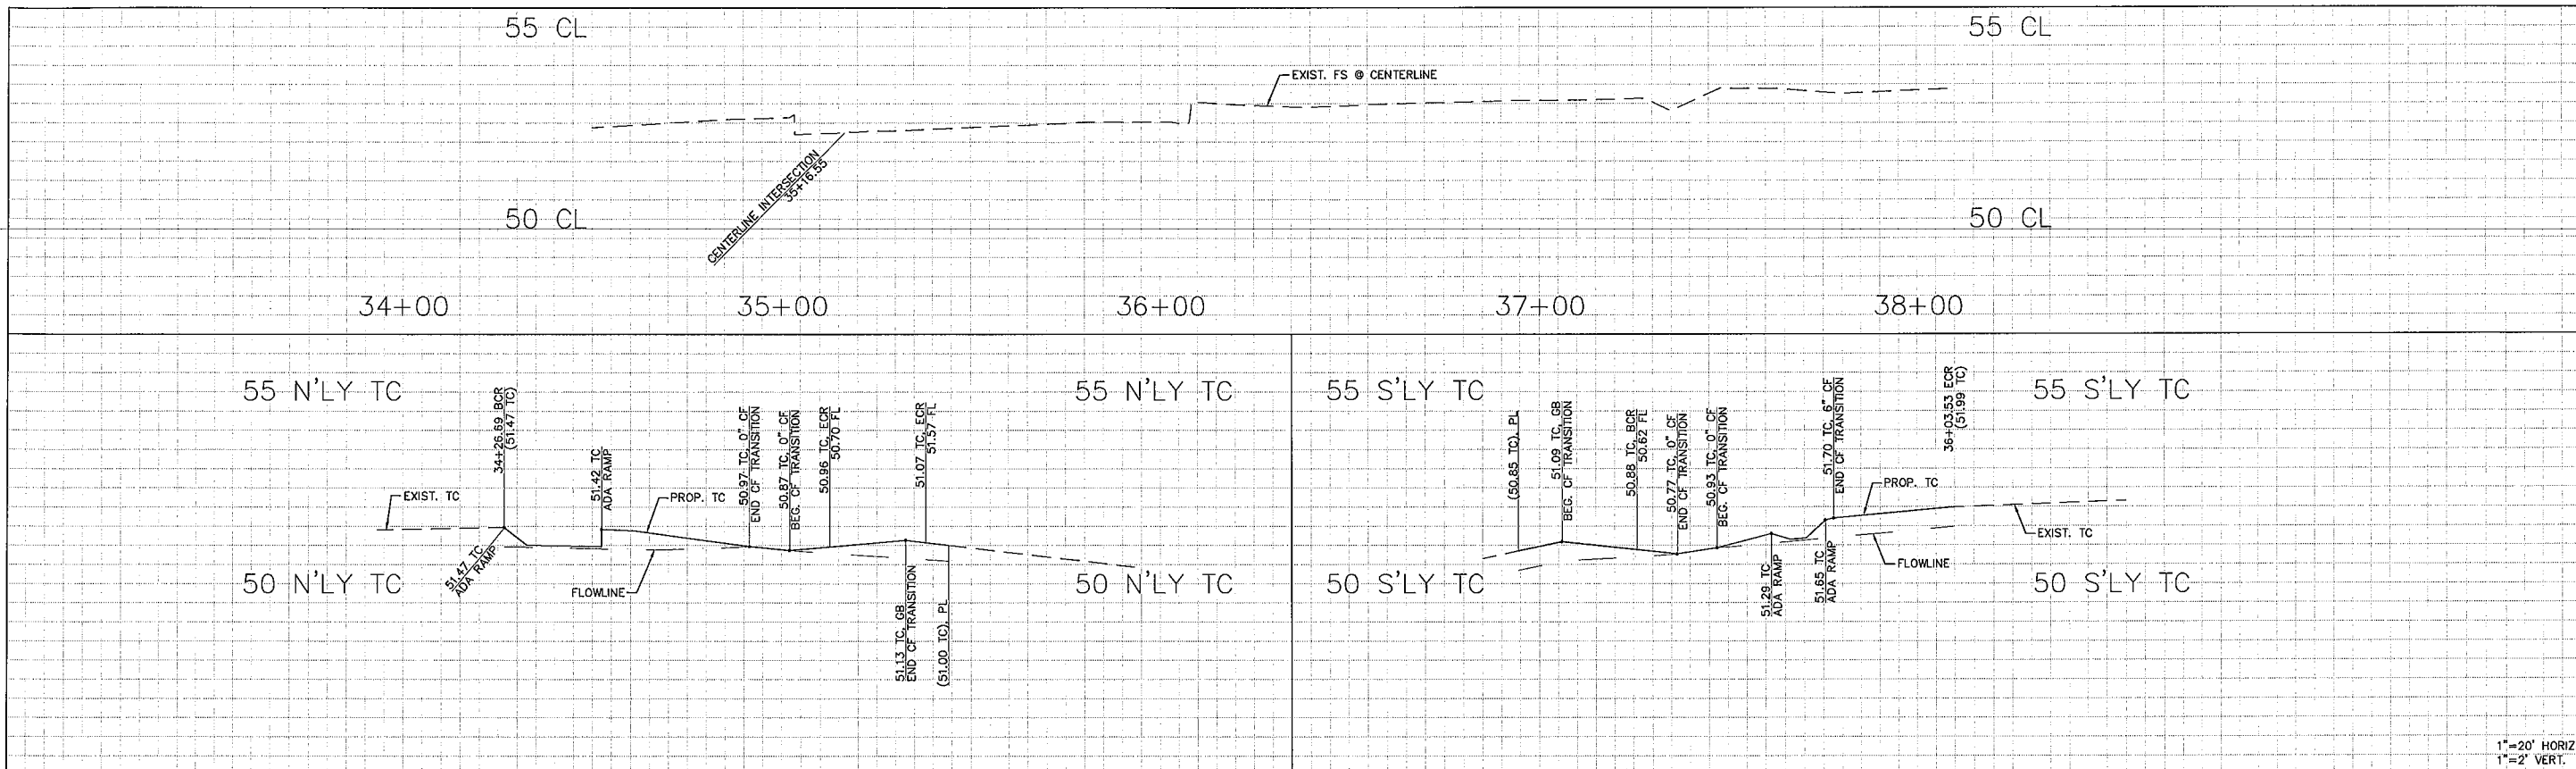 55 CL
55 CL
EXIST. FS @ CENTERLINE
CENTERLINE INTERSECTION
35+16.55
50 CL
50 CL
34+00
35+00
36+00
37+00
38+00
55 N'LY TC
34+26.69 BCR
(51.47 TC)
EXIST. TC
51.47 TC
ADA RAMP
51.42 TC
ADA RAMP
PROP. TC
FLOWLINE
50.97 TC, 0" CF
END CF TRANSITION
50.87 TC, 0" CF
BEG. CF TRANSITION
50.96 TC, ECR
50.70 FL
51.13 TC, GB
END CF TRANSITION
51.07 TC, ECR
51.57 FL
(51.00 TC), PL
55 N'LY TC
50 N'LY TC
50 N'LY TC
55 S'LY TC
(50.85 TC), PL
51.09 TC, GB
BEG. CF TRANSITION
50.88 TC, BCR
50.62 FL
50.77 TC, 0" CF
END CF TRANSITION
50.93 TC, 0" CF
BEG. CF TRANSITION
51.29 TC
ADA RAMP
51.65 TC
ADA RAMP
51.70 TC, 6" CF
END CF TRANSITION
PROP. TC
FLOWLINE
36+03.53 ECR
(51.99 TC)
EXIST. TC
55 S'LY TC
50 S'LY TC
50 S'LY TC
1"=20' HORIZ
1"=2' VERT.